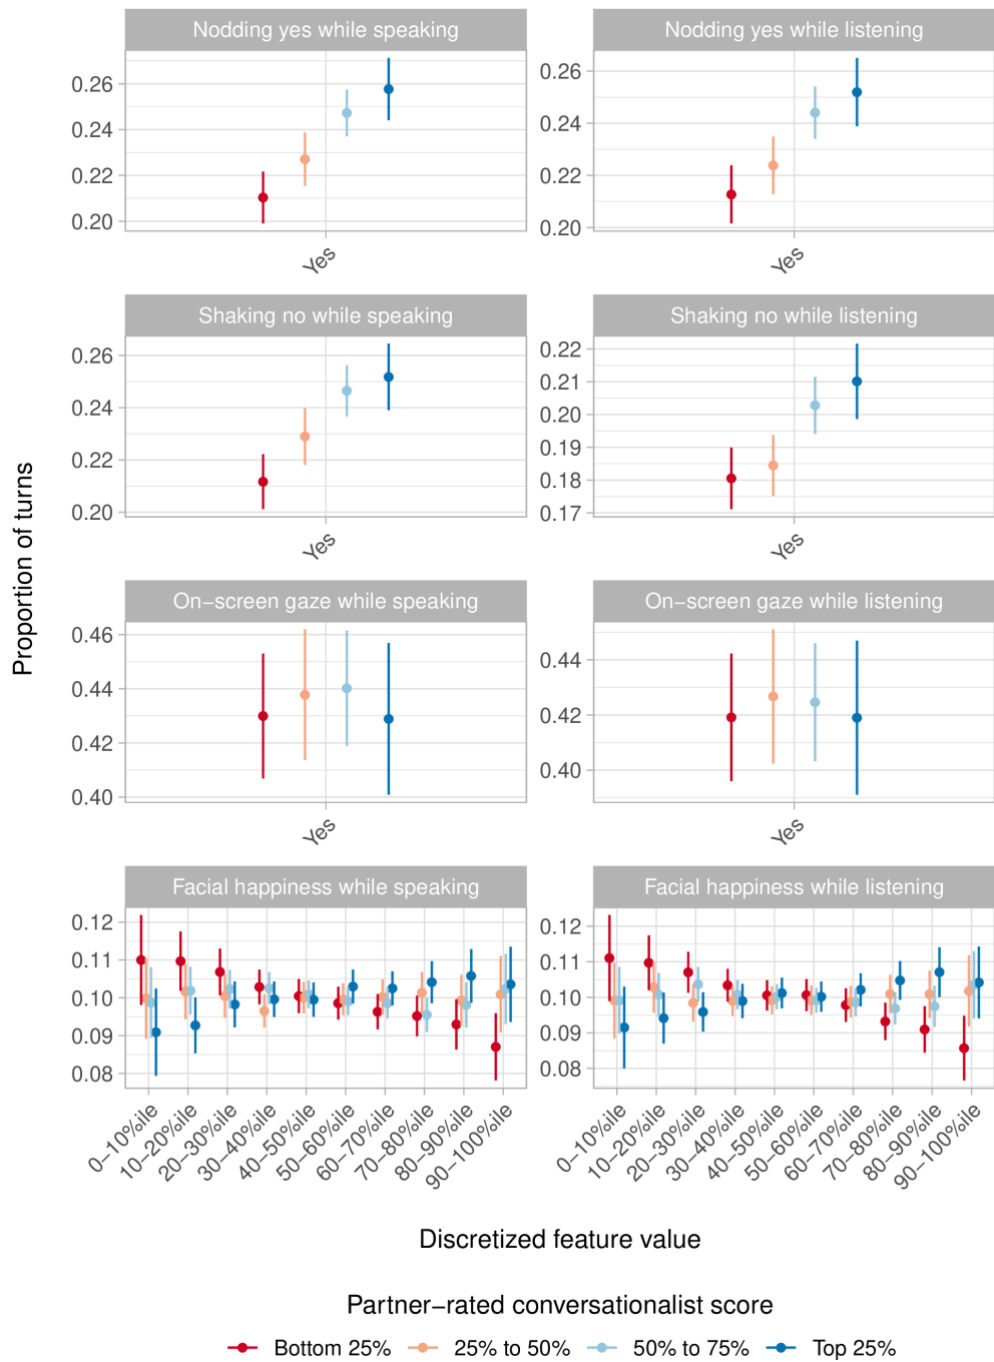 Nodding yes while speaking
Nodding yes while listening
0.26
0.24
0.22
0.20
Yes
0.26
0.24
0.22
0.20
Yes
Shaking no while speaking
Shaking no while listening
0.26
0.24
0.22
0.20
Yes
0.22
0.21
0.20
0.19
0.18
0.17
Yes
Proportion of turns
On−screen gaze while speaking
On−screen gaze while listening
0.46
0.44
0.42
0.40
Yes
0.44
0.42
0.40
Yes
Facial happiness while speaking
Facial happiness while listening
0.12
0.11
0.10
0.09
0.08
0−10%ile
10−20%ile
20−30%ile
30−40%ile
40−50%ile
50−60%ile
60−70%ile
70−80%ile
80−90%ile
90−100%ile
0.12
0.11
0.10
0.09
0.08
0−10%ile
10−20%ile
20−30%ile
30−40%ile
40−50%ile
50−60%ile
60−70%ile
70−80%ile
80−90%ile
90−100%ile
Discretized feature value
Partner−rated conversationalist score
Bottom 25% 25% to 50% 50% to 75% Top 25%